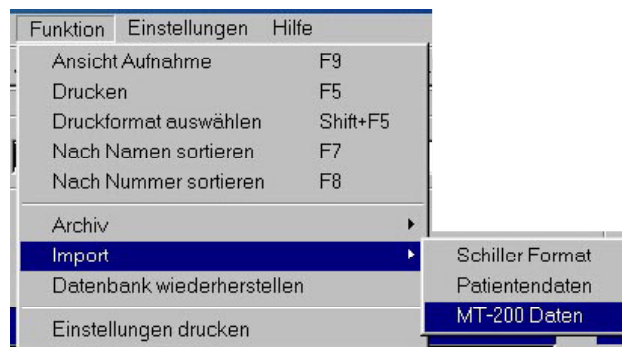 Funktion Einstellungen Hilfe
Ansicht Aufnahme F9
Drucken F5
Druckformat auswählen Shift+F5
Nach Namen sortieren F7
Nach Nummer sortieren F8
Archiv
Import
Schiller Format
Datenbank wiederherstellen
Patientendaten
MT-200 Daten
Einstellungen drucken